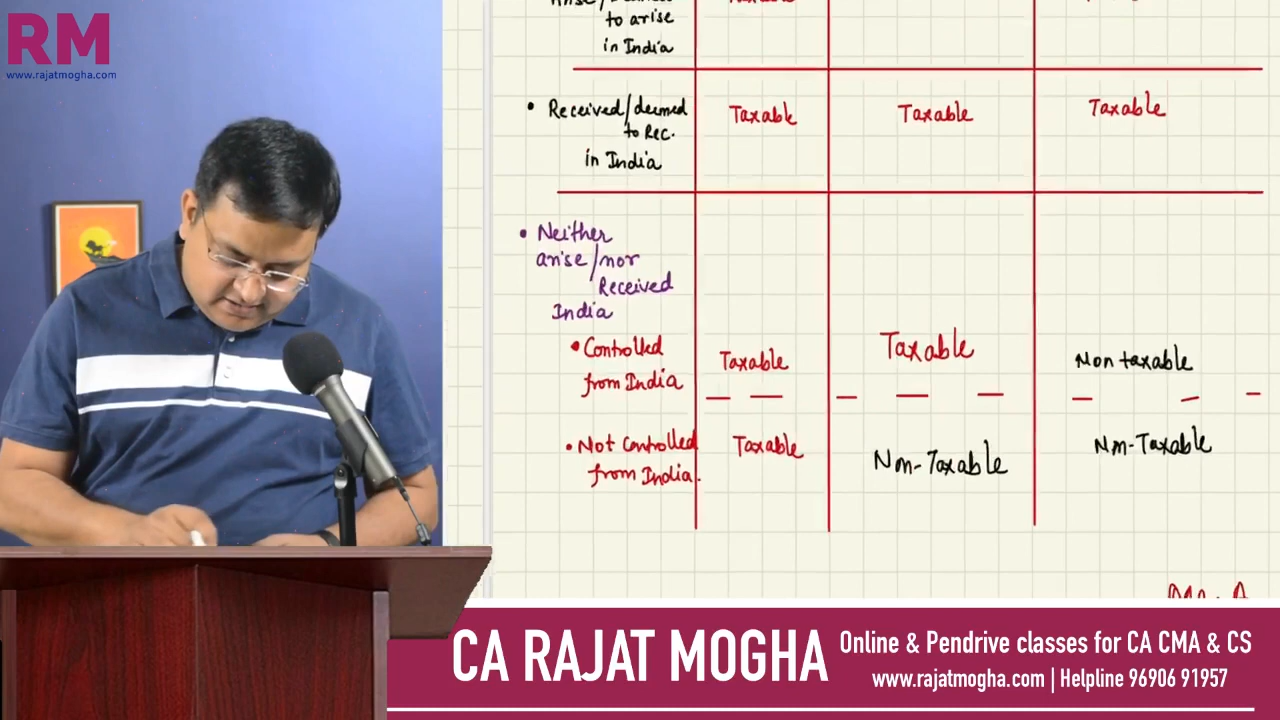 RM
www.rajatmogha.com
to arise
in India
• Received/deemed
to Rec.
in India
Taxable
Taxable
Taxable
• Neither
arise/nor
Received
India
• Controlled
from India
Taxable
Taxable
Non taxable
• Not controlled
from India.
Taxable
Non-Taxable
Non-Taxable
CA RAJAT MOGHA
Online & Pendrive classes for CA CMA & CS
www.rajatmogha.com | Helpline 96906 91957